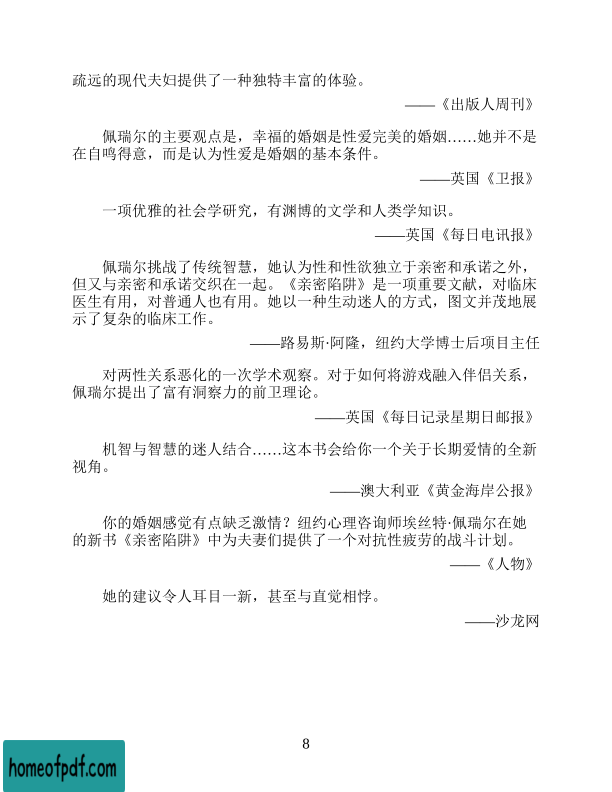 疏远的现代夫妇提供了一种独特丰富的体验。
——《出版人周刊》
佩瑞尔的主要观点是，幸福的婚姻是性爱完美的婚姻……她并不是
在自鸣得意，而是认为性爱是婚姻的基本条件。
——英国《卫报》
一项优雅的社会学研究，有渊博的文学和人类学知识。
——英国《每日电讯报》
佩瑞尔挑战了传统智慧，她认为性和性欲独立于亲密和承诺之外，
但又与亲密和承诺交织在一起。《亲密陷阱》是一项重要文献，对临床
医生有用，对普通人也有用。她以一种生动迷人的方式，图文并茂地展
示了复杂的临床工作。
——路易斯·阿隆，纽约大学博士后项目主任
对两性关系恶化的一次学术观察。对于如何将游戏融入伴侣关系，
佩瑞尔提出了富有洞察力的前卫理论。
——英国《每日记录星期日邮报》
机智与智慧的迷人结合……这本书会给你一个关于长期爱情的全新
视角。
——澳大利亚《黄金海岸公报》
你的婚姻感觉有点缺乏激情？纽约心理咨询师埃丝特·佩瑞尔在她
的新书《亲密陷阱》中为夫妻们提供了一个对抗性疲劳的战斗计划。
——《人物》
她的建议令人耳目一新，甚至与直觉相悖。
——沙龙网
8
homeofpdf.com